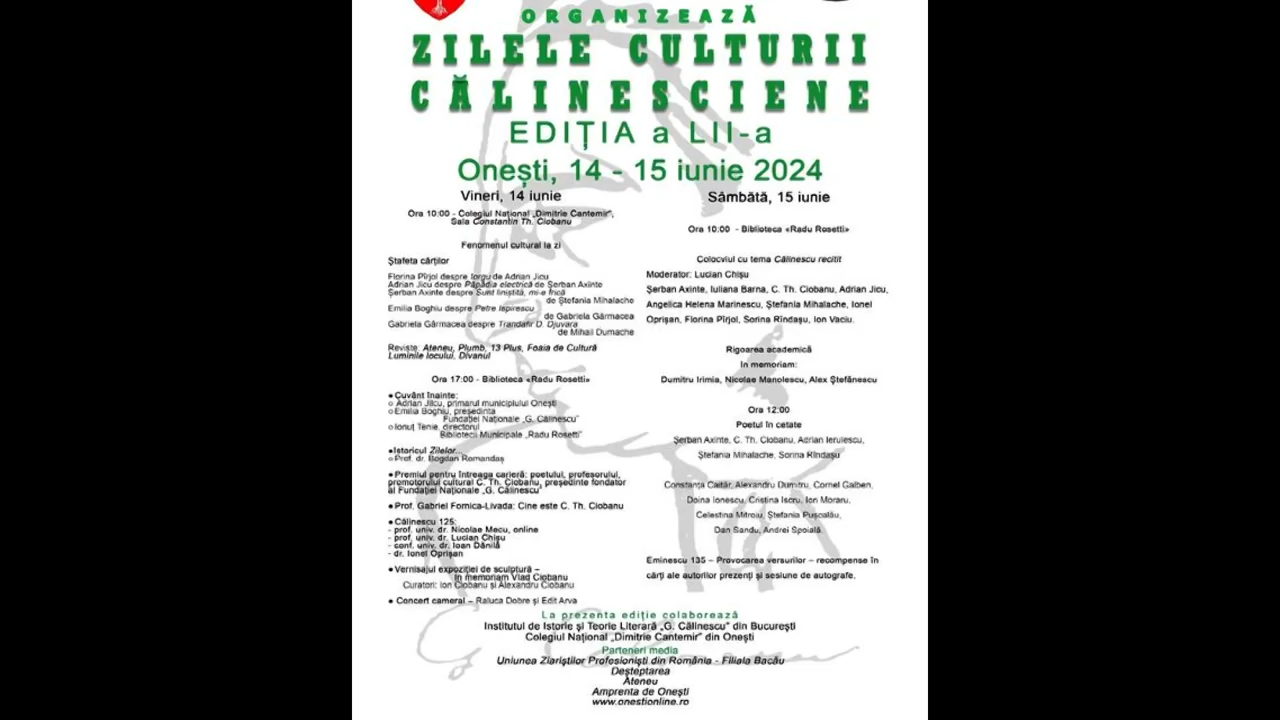 ORGANIZEAZĂ
ZILELE CULTURII
CĂLINESCIENE
EDIȚIA a LII-a
Onești, 14 - 15 iunie 2024
Vineri, 14 iunie
Ora 10:00 - Colegiul Național „Dimitrie Cantemir”,
Sala Constantin Th. Ciobanu
Fenomenul cultural la zi
Ștafeta cărților
Florina Pîrjol despre Iorgu de Adrian Jicu
Adrian Jicu despre Păpădia electrică de Șerban Axinte
Șerban Axinte despre Sunt liniștită, mi-e frică
de Ștefania Mihalache
Emilia Boghiu despre Petre Ispirescu
de Gabriela Gârmacea
Gabriela Gârmacea despre Trandafir D. Djuvara
de Mihail Dumache
Reviste: Ateneu, Plumb, 13 Plus, Foaia de Cultură
Luminile locului, Divanul
Ora 17:00 - Biblioteca «Radu Rosetti»
● Cuvânt înainte:
○ Adrian Jilcu, primarul municipiului Onești
○ Emilia Boghiu, președinta
Fundației Naționale „G. Călinescu”
○ Ionuț Tenie, directorul
Bibliotecii Municipale „Radu Rosetti”
● Istoricul Zilelor...
○ Prof. dr. Bogdan Romandaș
● Premiul pentru întreaga carieră: poetului, profesorului,
promotorului cultural C. Th. Ciobanu, președinte fondator
al Fundației Naționale „G. Călinescu”
● Prof. Gabriel Fornica-Livada: Cine este C. Th. Ciobanu
● Călinescu 125:
- prof. univ. dr. Nicolae Mecu, online
- prof. univ. dr. Lucian Chișu
- conf. univ. dr. Ioan Dănilă
- dr. Ionel Oprișan
● Vernisajul expoziției de sculptură –
In memoriam Vlad Ciobanu
Curatori: Ion Ciobanu și Alexandru Ciobanu
● Concert cameral – Raluca Dobre și Edit Arva
Sâmbătă, 15 iunie
Ora 10:00 - Biblioteca «Radu Rosetti»
Colocviul cu tema Călinescu recitit
Moderator: Lucian Chișu
Șerban Axinte, Iuliana Barna, C. Th. Ciobanu, Adrian Jicu,
Angelica Helena Marinescu, Ștefania Mihalache, Ionel
Oprișan, Florina Pîrjol, Sorina Rîndașu, Ion Vaciu.
Rigoarea academică
In memoriam:
Dumitru Irimia, Nicolae Manolescu, Alex Ștefănescu
Ora 12:00
Poetul în cetate
Șerban Axinte, C. Th. Ciobanu, Adrian Ierulescu,
Ștefania Mihalache, Sorina Rîndașu
Constanța Caităr, Alexandru Dumitru, Cornel Galben,
Doina Ionescu, Cristina Iscru, Ion Moraru,
Celestina Mitroiu, Ștefania Pușcalău,
Dan Sandu, Andrei Spoială.
Eminescu 135 – Provocarea versurilor – recompense în
cărți ale autorilor prezenți și sesiune de autografe.
La prezenta ediție colaborează
Institutul de Istorie și Teorie Literară „G. Călinescu” din București
Colegiul Național „Dimitrie Cantemir” din Onești
Parteneri media
Uniunea Ziariștilor Profesioniști din România - Filiala Bacău
Deșteptarea
Ateneu
Amprenta de Onești
www.onestionline.ro